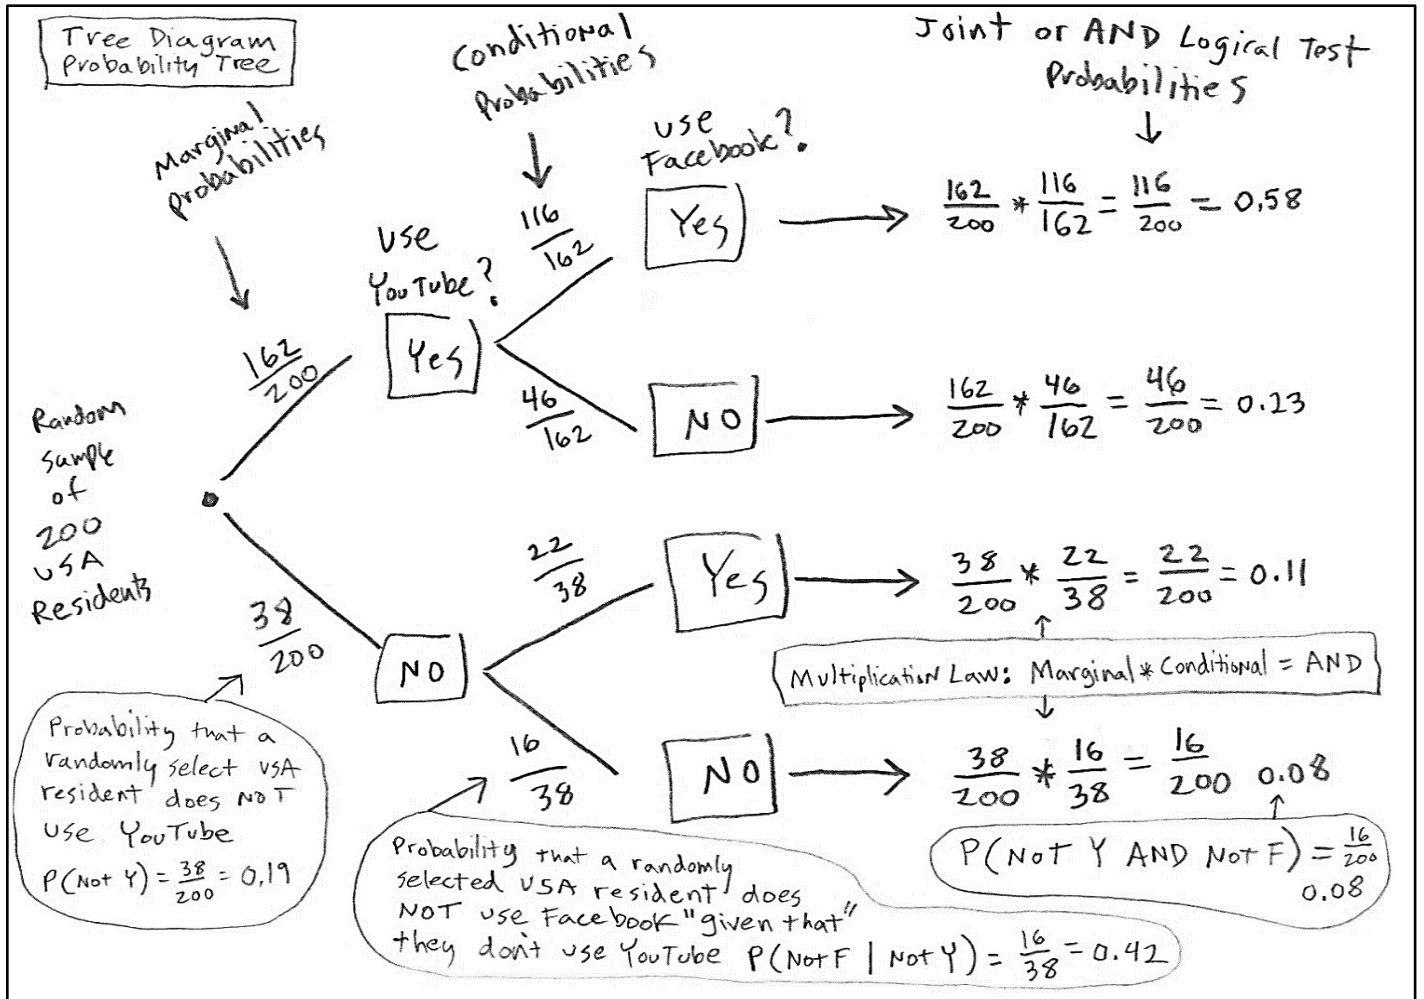 Tree Diagram
Probability Tree
Marginal
Probabilities
Conditional
Probabilities
Joint or AND Logical Test
Probabilities
Use
YouTube?
Use
Facebook?
Random
Sample
of
200
USA
Residents
162/200
Yes
116/162
Yes
162/200 * 116/162 = 116/200 = 0.58
46/162
NO
162/200 * 46/162 = 46/200 = 0.23
38/200
NO
22/38
Yes
38/200 * 22/38 = 22/200 = 0.11
Multiplication Law: Marginal * Conditional = AND
16/38
NO
38/200 * 16/38 = 16/200 0.08
Probability that a
randomly select USA
resident does NOT
use YouTube
P(Not Y) = 38/200 = 0.19
Probability that a randomly
selected USA resident does
NOT use Facebook "given that"
they don't use YouTube P(Not F | Not Y) = 16/38 = 0.42
P(Not Y AND Not F) = 16/200
0.08